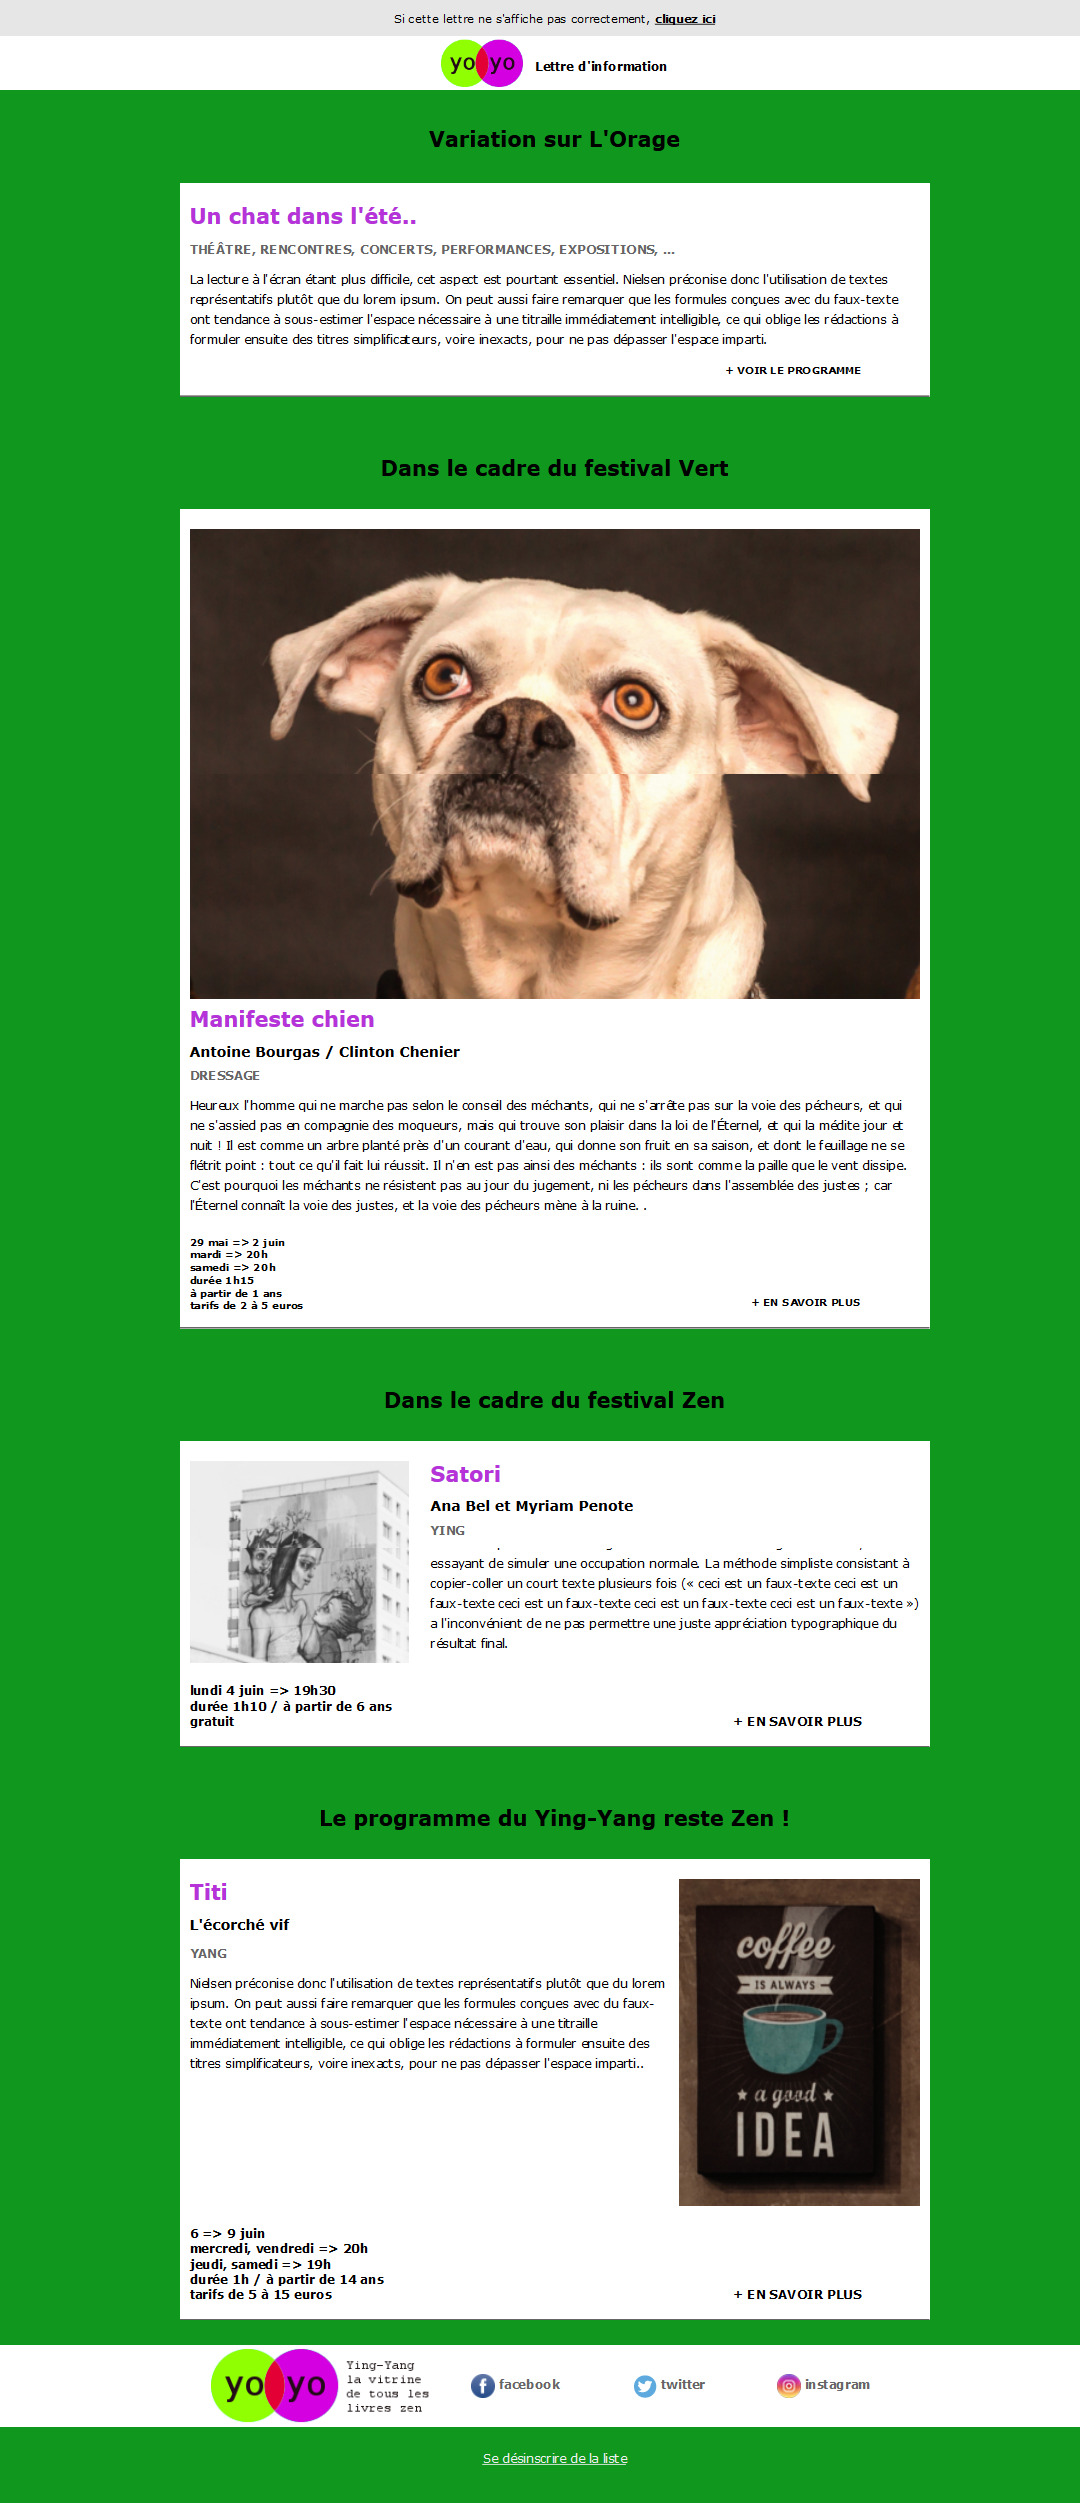 Si cette lettre ne s'affiche pas correctement, cliquez ici
yo yo Lettre d'information
Variation sur L'Orage
Un chat dans l'été..
THÉÂTRE, RENCONTRES, CONCERTS, PERFORMANCES, EXPOSITIONS, ...
La lecture à l'écran étant plus difficile, cet aspect est pourtant essentiel. Nielsen préconise donc l'utilisation de textes
représentatifs plutôt que du lorem ipsum. On peut aussi faire remarquer que les formules conçues avec du faux-texte
ont tendance à sous-estimer l'espace nécessaire à une titraille immédiatement intelligible, ce qui oblige les rédactions à
formuler ensuite des titres simplificateurs, voire inexacts, pour ne pas dépasser l'espace imparti.
+ VOIR LE PROGRAMME
Dans le cadre du festival Vert
Manifeste chien
Antoine Bourgas / Clinton Chenier
DRESSAGE
Heureux l'homme qui ne marche pas selon le conseil des méchants, qui ne s'arrête pas sur la voie des pécheurs, et qui
ne s'assied pas en compagnie des moqueurs, mais qui trouve son plaisir dans la loi de l'Éternel, et qui la médite jour et
nuit ! Il est comme un arbre planté près d'un courant d'eau, qui donne son fruit en sa saison, et dont le feuillage ne se
flétrit point : tout ce qu'il fait lui réussit. Il n'en est pas ainsi des méchants : ils sont comme la paille que le vent dissipe.
C'est pourquoi les méchants ne résistent pas au jour du jugement, ni les pécheurs dans l'assemblée des justes ; car
l'Éternel connaît la voie des justes, et la voie des pécheurs mène à la ruine. .
29 mai => 2 juin
mardi => 20h
samedi => 20h
durée 1h15
à partir de 1 ans
tarifs de 2 à 5 euros
+ EN SAVOIR PLUS
Dans le cadre du festival Zen
Satori
Ana Bel et Myriam Penote
YING
essayant de simuler une occupation normale. La méthode simpliste consistant à
copier-coller un court texte plusieurs fois (« ceci est un faux-texte ceci est un
faux-texte ceci est un faux-texte ceci est un faux-texte ceci est un faux-texte »)
a l'inconvénient de ne pas permettre une juste appréciation typographique du
résultat final.
lundi 4 juin => 19h30
durée 1h10 / à partir de 6 ans
gratuit
+ EN SAVOIR PLUS
Le programme du Ying-Yang reste Zen !
Titi
L'écorché vif
YANG
Nielsen préconise donc l'utilisation de textes représentatifs plutôt que du lorem
ipsum. On peut aussi faire remarquer que les formules conçues avec du faux-
texte ont tendance à sous-estimer l'espace nécessaire à une titraille
immédiatement intelligible, ce qui oblige les rédactions à formuler ensuite des
titres simplificateurs, voire inexacts, pour ne pas dépasser l'espace imparti..
coffee
IS ALWAYS
a good
IDEA
6 => 9 juin
mercredi, vendredi => 20h
jeudi, samedi => 19h
durée 1h / à partir de 14 ans
tarifs de 5 à 15 euros
+ EN SAVOIR PLUS
yo yo
Ying-Yang
la vitrine
de tous les
livres zen
facebook
twitter
instagram
Se désinscrire de la liste